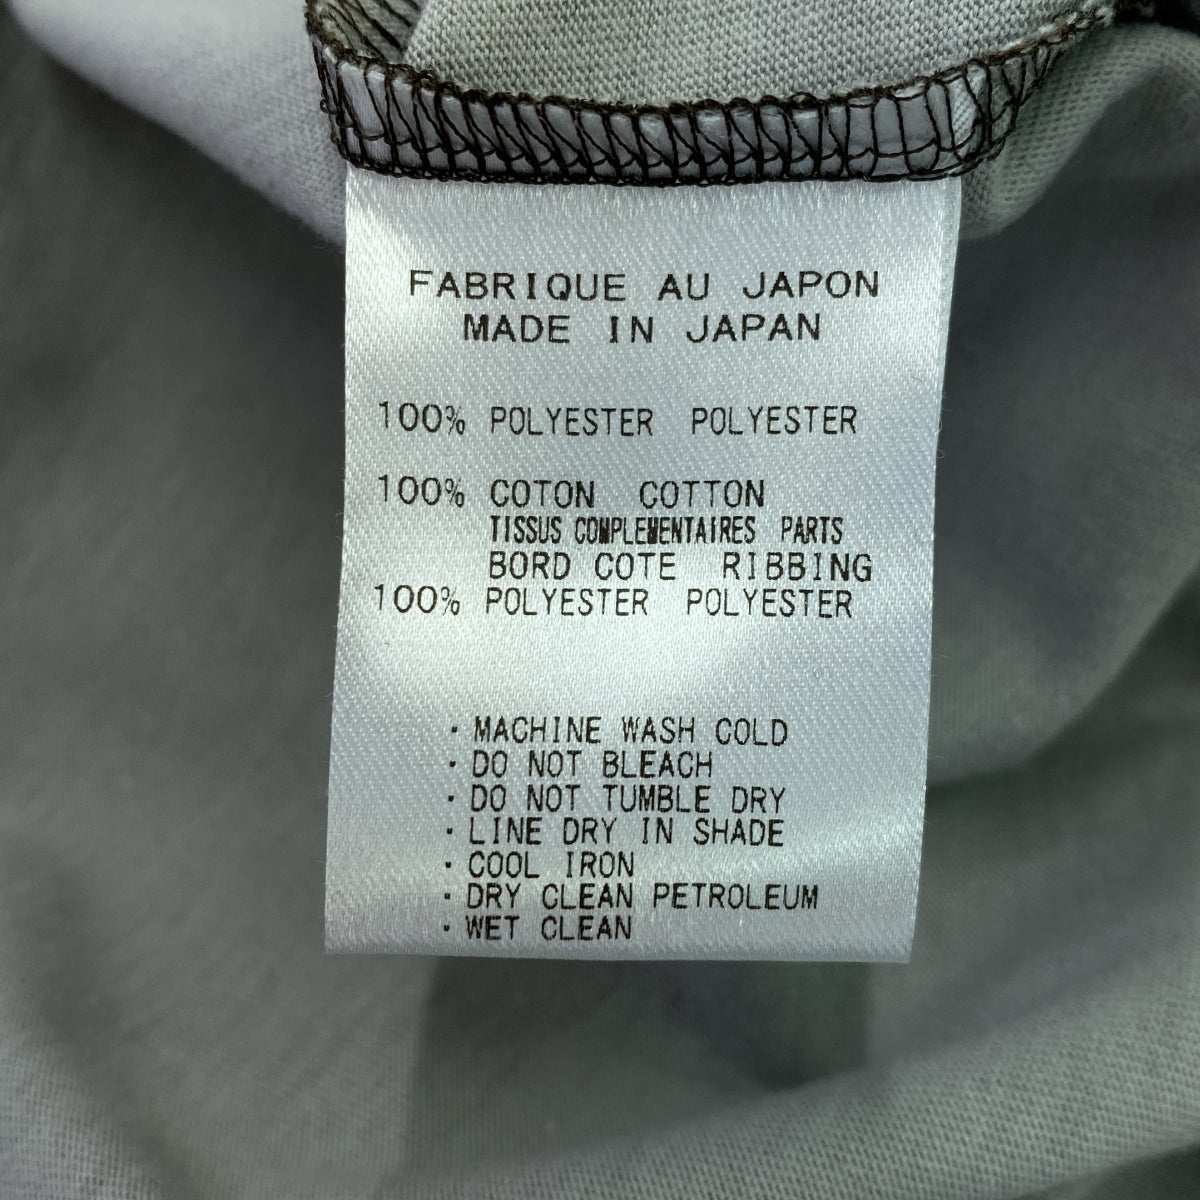 FABRIQUE AU JAPON
MADE IN JAPAN
100% POLYESTER POLYESTER
100% COTON COTTON
TISSUS COMPLEMENTAIRES PARTS
BORD COTE RIBBING
100% POLYESTER POLYESTER
・MACHINE WASH COLD
・DO NOT BLEACH
・DO NOT TUMBLE DRY
・LINE DRY IN SHADE
・COOL IRON
・DRY CLEAN PETROLEUM
・WET CLEAN